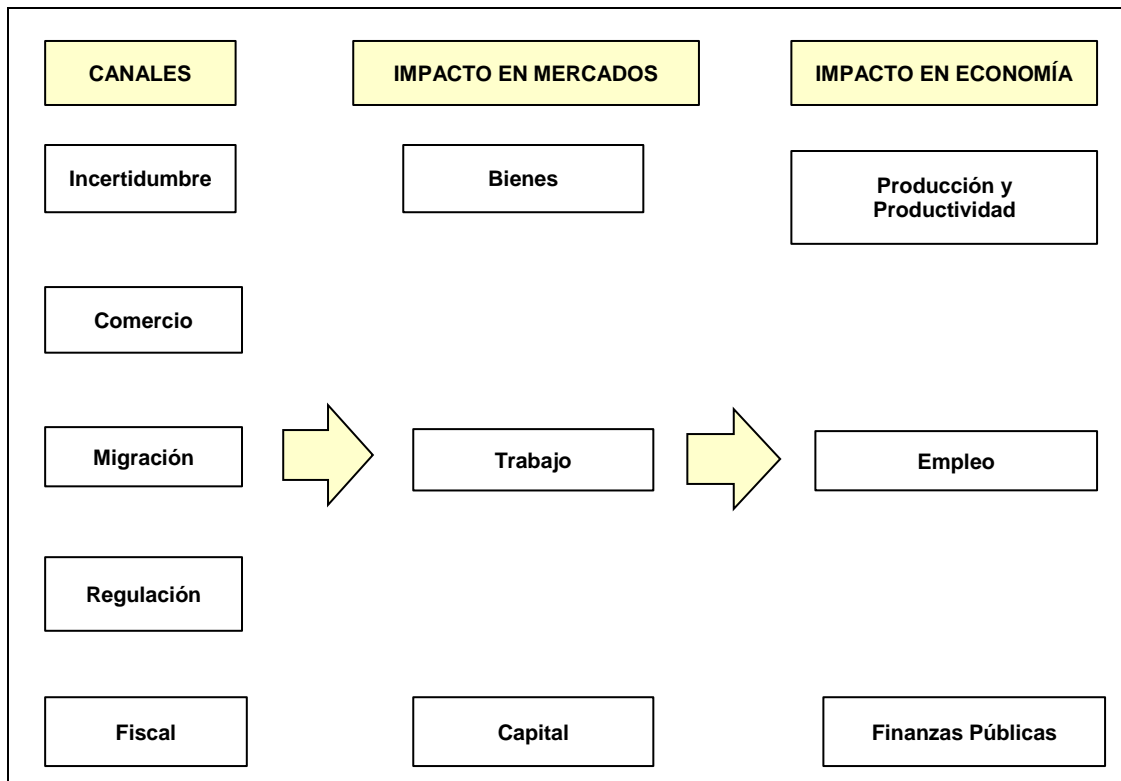 CANALES
IMPACTO EN MERCADOS
IMPACTO EN ECONOMÍA
Incertidumbre
Bienes
Producción y
Productividad
Comercio
Migración
Trabajo
Empleo
Regulación
Fiscal
Capital
Finanzas Públicas